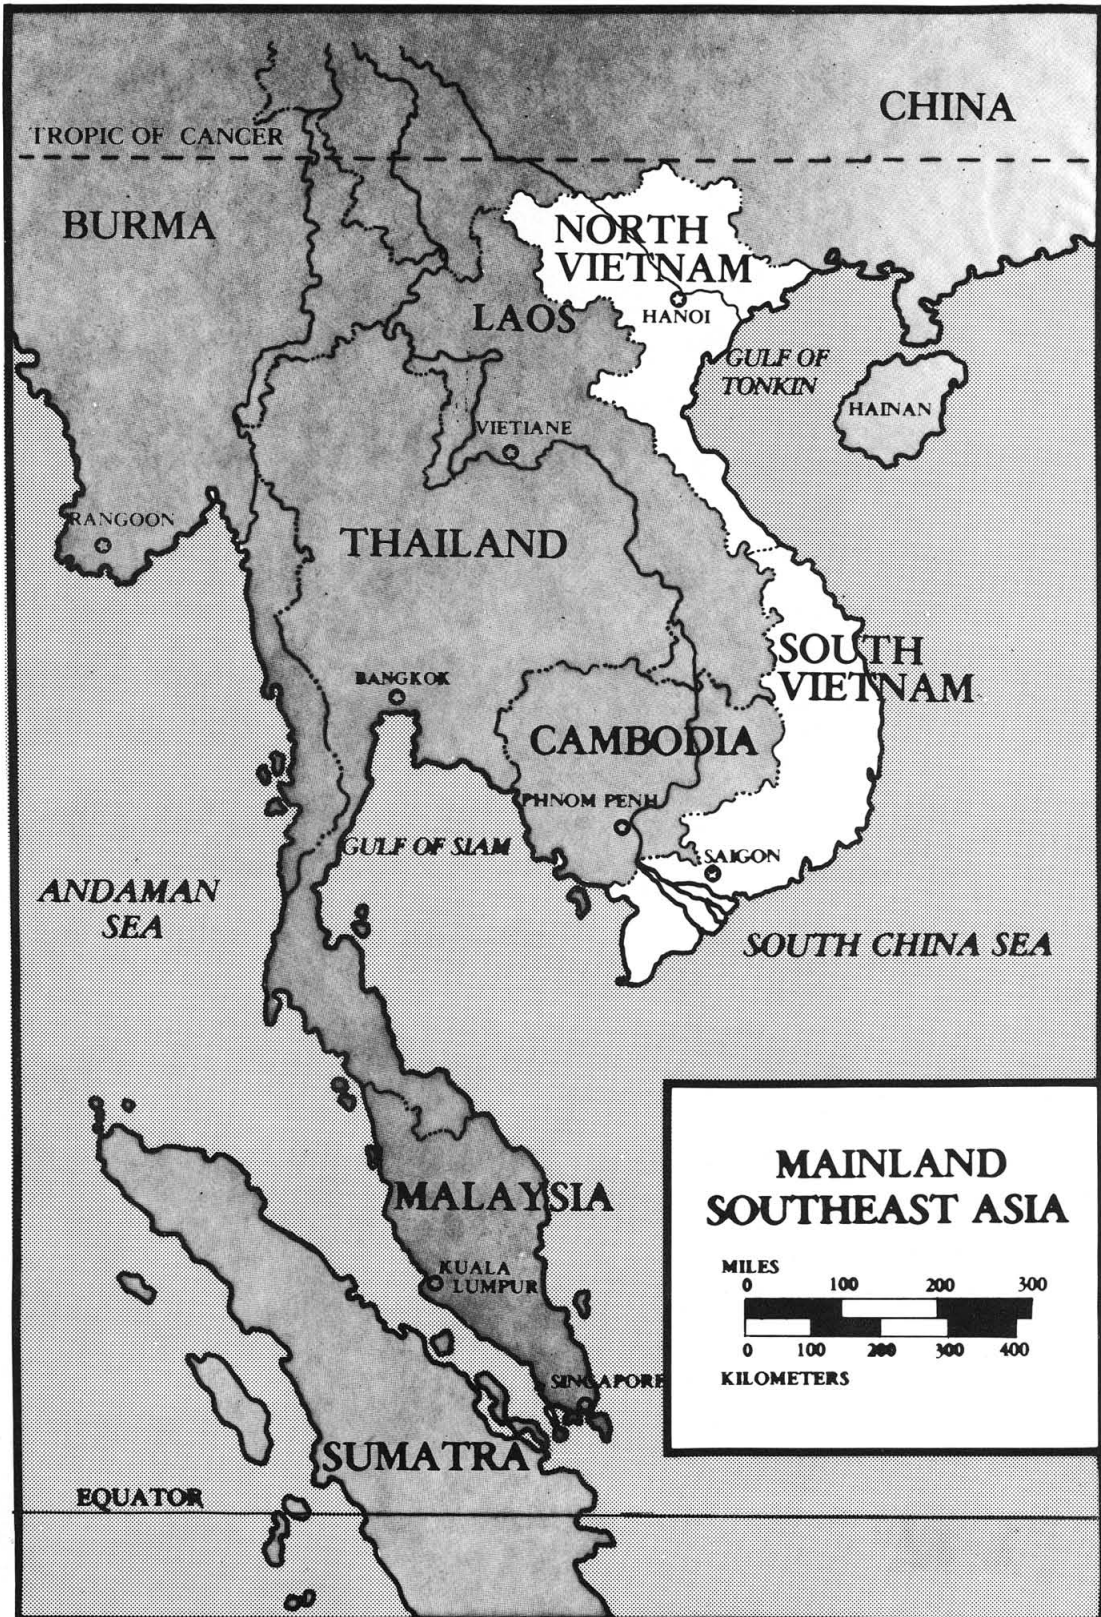 CHINA
TROPIC OF CANCER
BURMA
NORTH
VIETNAM
HANOI
LAOS
GULF OF
TONKIN
HAINAN
VIETIANE
RANGOON
THAILAND
SOUTH
VIETNAM
BANGKOK
CAMBODIA
PHNOM PENH
GULF OF SIAM
SAIGON
ANDAMAN
SEA
SOUTH CHINA SEA
MAINLAND
SOUTHEAST ASIA
MILES
0 100 200 300
0 100 200 300 400
KILOMETERS
MALAYSIA
KUALA
LUMPUR
SINGAPORE
SUMATRA
EQUATOR